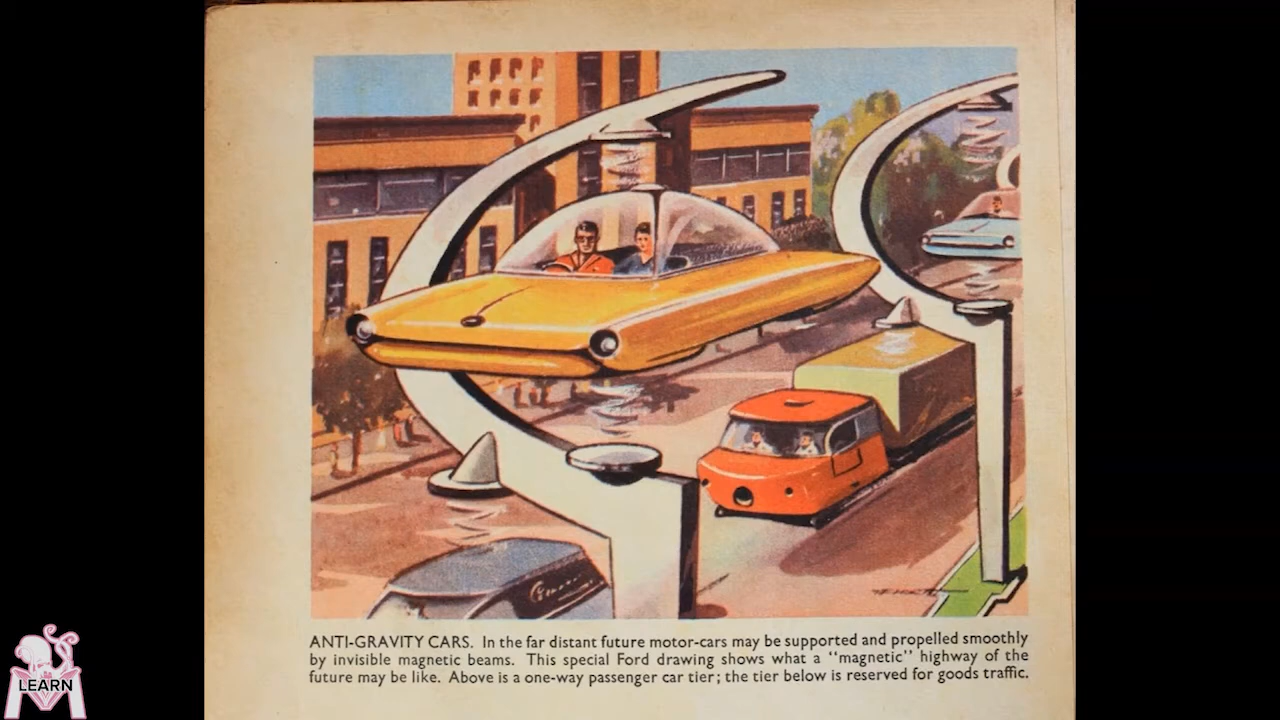 ANTI-GRAVITY CARS. In the far distant future motor-cars may be supported and propelled smoothly
by invisible magnetic beams. This special Ford drawing shows what a "magnetic" highway of the
future may be like. Above is a one-way passenger car tier; the tier below is reserved for goods traffic.
LEARN